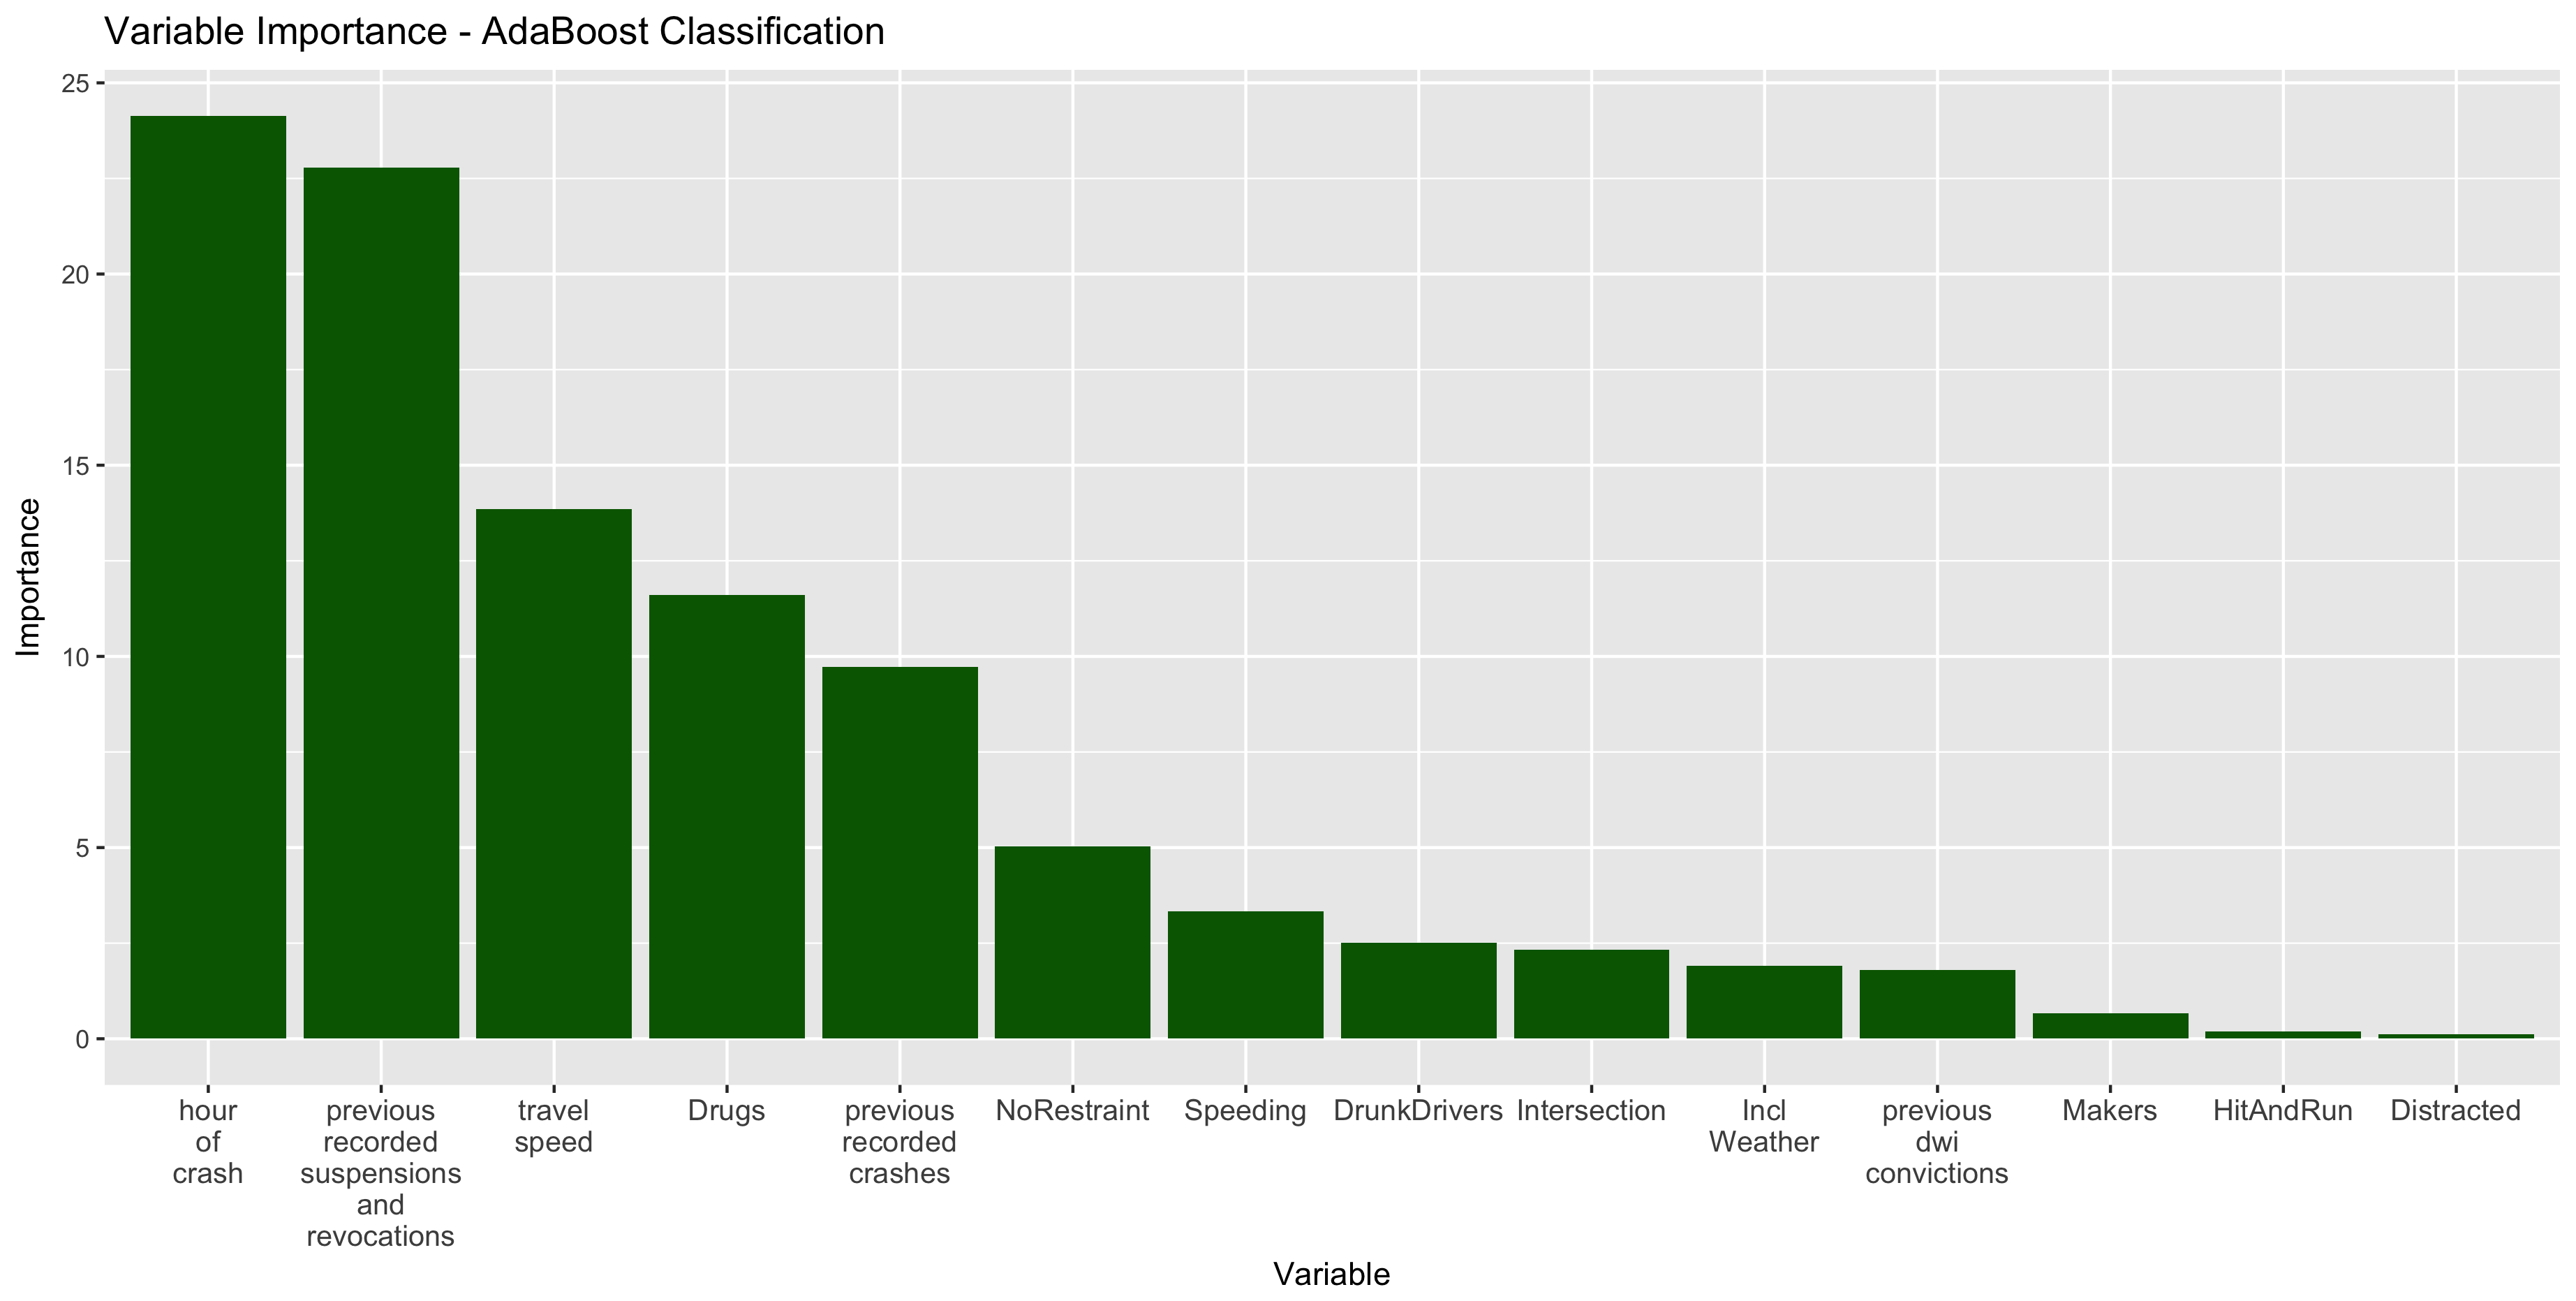 Variable Importance - AdaBoost Classification
25
20
15
10
5
0
Importance
hour
of
crash
previous
recorded
suspensions
and
revocations
travel
speed
Drugs
previous
recorded
crashes
NoRestraint
Speeding
DrunkDrivers
Intersection
Incl
Weather
previous
dwi
convictions
Makers
HitAndRun
Distracted
Variable